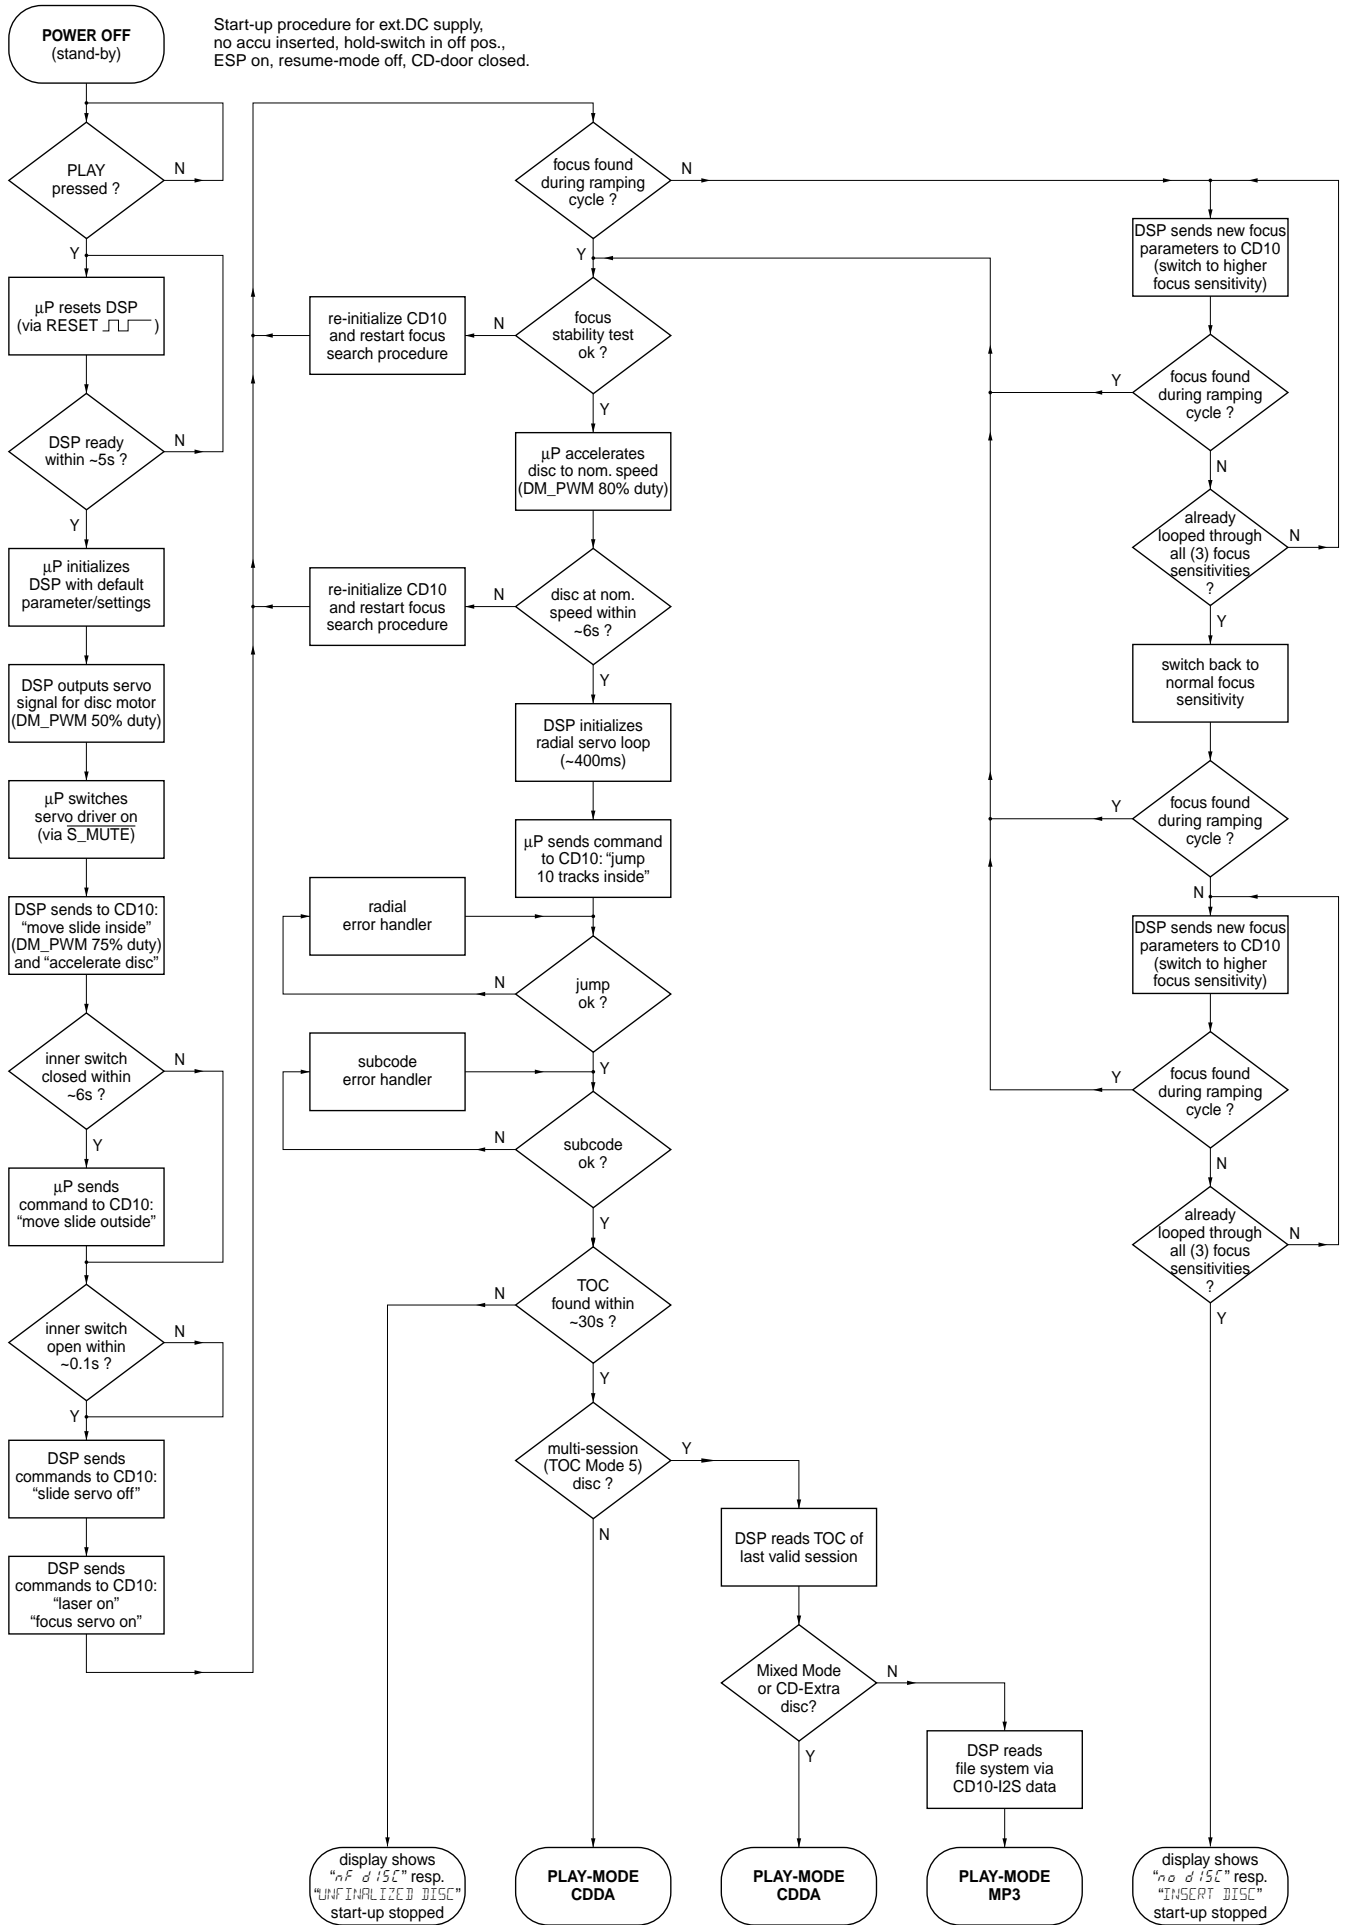 POWER OFF
(stand-by)
Start-up procedure for ext.DC supply,
no accu inserted, hold-switch in off pos.,
ESP on, resume-mode off, CD-door closed.
PLAY
pressed ?
N
Y
µP resets DSP
(via RESET )
DSP ready
within ~5s ?
N
Y
µP initializes
DSP with default
parameter/settings
DSP outputs servo
signal for disc motor
(DM_PWM 50% duty)
µP switches
servo driver on
(via S_MUTE)
DSP sends to CD10:
“move slide inside”
(DM_PWM 75% duty)
and “accelerate disc”
inner switch
closed within
~6s ?
N
Y
µP sends
command to CD10:
“move slide outside”
inner switch
open within
~0.1s ?
N
Y
DSP sends
commands to CD10:
“slide servo off”
DSP sends
commands to CD10:
“laser on”
“focus servo on”
focus found
during ramping
cycle ?
N
Y
focus
stability test
ok ?
N
re-initialize CD10
and restart focus
search procedure
Y
µP accelerates
disc to nom. speed
(DM_PWM 80% duty)
disc at nom.
speed within
~6s ?
N
re-initialize CD10
and restart focus
search procedure
Y
DSP initializes
radial servo loop
(~400ms)
µP sends command
to CD10: “jump
10 tracks inside”
radial
error handler
jump
ok ?
N
Y
subcode
error handler
subcode
ok ?
N
Y
TOC
found within
~30s ?
N
Y
multi-session
(TOC Mode 5)
disc ?
Y
N
DSP reads TOC of
last valid session
Mixed Mode
or CD-Extra
disc?
N
Y
DSP reads
file system via
CD10-I2S data
DSP sends new focus
parameters to CD10
(switch to higher
focus sensitivity)
focus found
during ramping
cycle ?
Y
N
already
looped through
all (3) focus
sensitivities
?
N
Y
switch back to
normal focus
sensitivity
focus found
during ramping
cycle ?
Y
N
DSP sends new focus
parameters to CD10
(switch to higher
focus sensitivity)
focus found
during ramping
cycle ?
Y
N
already
looped through
all (3) focus
sensitivities
?
N
Y
display shows
“nF dISC” resp.
“UNFINALIZED DISC”
start-up stopped
PLAY-MODE
CDDA
PLAY-MODE
CDDA
PLAY-MODE
MP3
display shows
“no dISC” resp.
“INSERT DISC”
start-up stopped